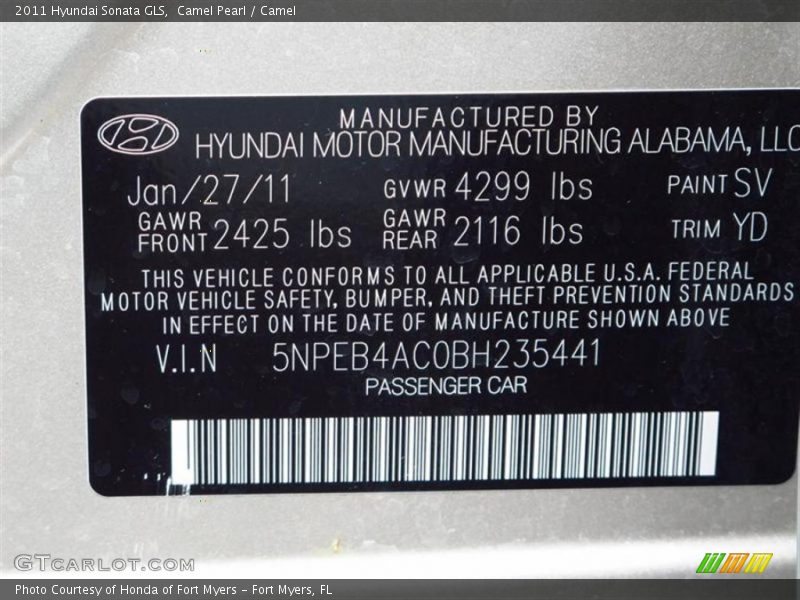 2011 Hyundai Sonata GLS,  Camel Pearl / Camel
MANUFACTURED BY
HYUNDAI MOTOR MANUFACTURING ALABAMA, LLC
Jan/27/11 GVWR 4299 lbs PAINT SV
GAWR FRONT 2425 lbs GAWR REAR 2116 lbs TRIM YD
THIS VEHICLE CONFORMS TO ALL APPLICABLE U.S.A. FEDERAL
MOTOR VEHICLE SAFETY, BUMPER, AND THEFT PREVENTION STANDARDS
IN EFFECT ON THE DATE OF MANUFACTURE SHOWN ABOVE
V.I.N 5NPEB4AC0BH235441
PASSENGER CAR
GTcarlot.com
Photo Courtesy of Honda of Fort Myers – Fort Myers, FL